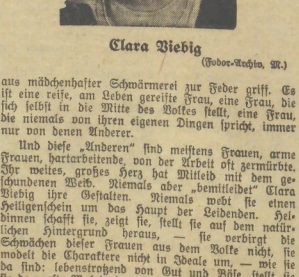 Clara Viebig
(Fodor-Archiv, M.)
aus mädchenhafter Schwärmerei zur Feder griff. Es
ist eine reife, am Leben gereifte Frau, eine Frau, die
sich selbst in die Mitte des Volkes stellt, eine Frau,
die niemals von ihren eigenen Dingen spricht, immer
nur von denen Anderer.
Und diese „Anderen“ sind meistens Frauen, arme
Frauen, hartarbeitende, von der Arbeit oft zermürbte.
Ihr weites, großes Herz hat Mitleid mit dem ge-
schundenen Weib. Niemals aber „bemitleidet“ Clara
Viebig ihre Gestalten. Niemals webt sie einen
Heiligenschein um das Haupt der Leidenden. Hel-
dinnen schafft sie, zeigt sie, stellt sie auf dem natür-
lichen Hintergrund heraus, — sie verbirgt die
Schwächen dieser Frauen aus dem Volke nicht, sie
modelt die Charaktere nicht in Ideale um, — wie sie
da sind: lebenstrotzend von Gut und Böse stellt